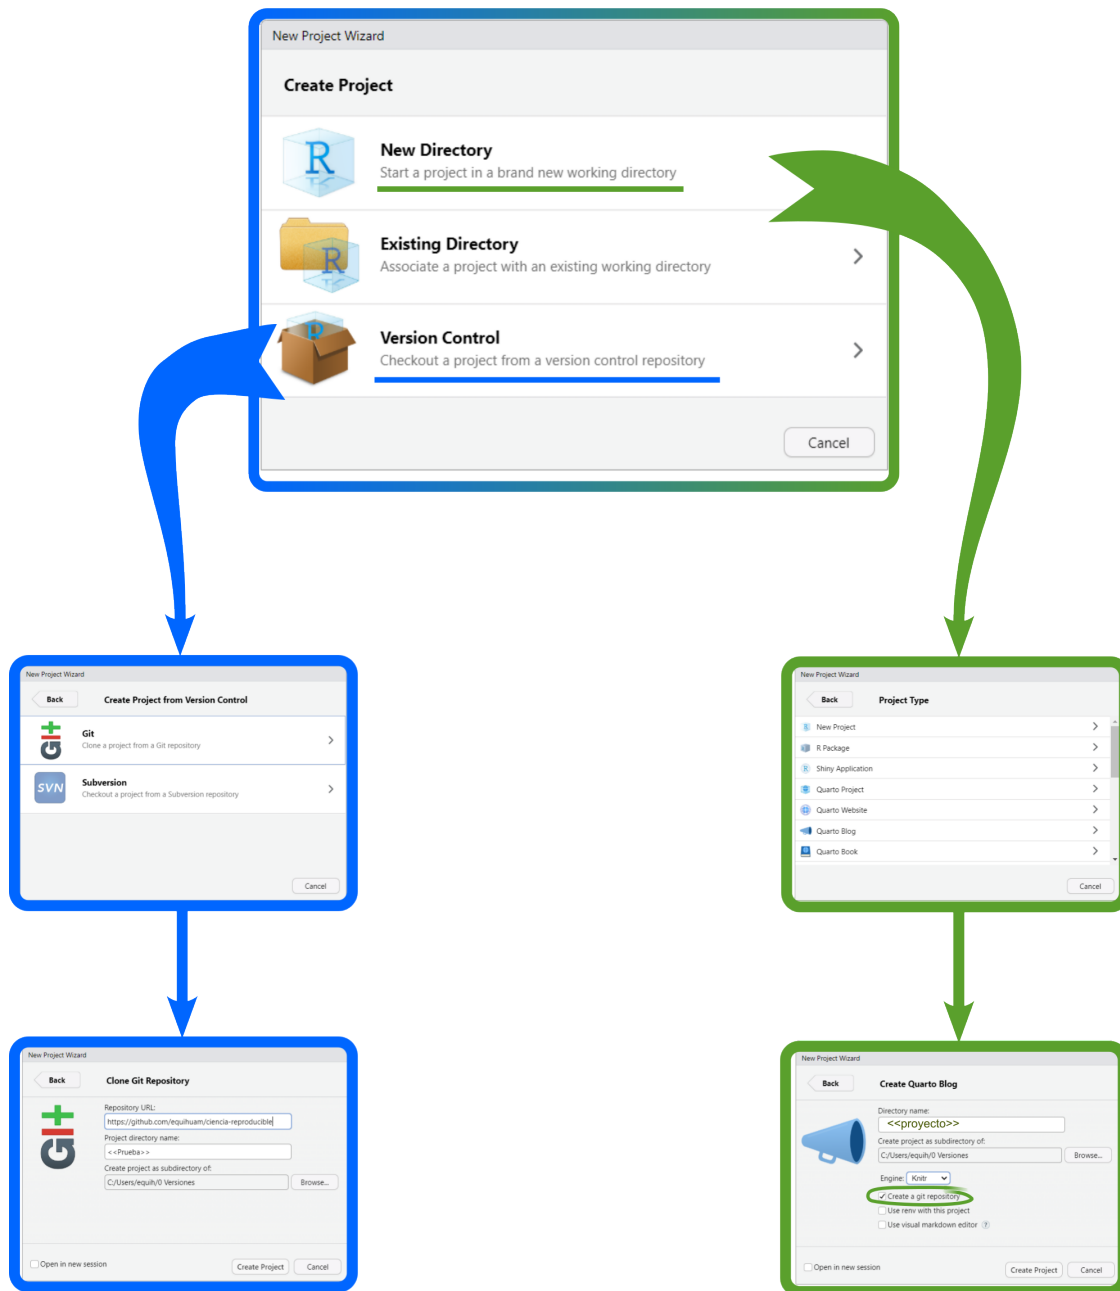 New Project Wizard
Create Project
R
New Directory
Start a project in a brand new working directory
R
Existing Directory
Associate a project with an existing working directory
R
Version Control
Checkout a project from a version control repository
Cancel
New Project Wizard
Back
Create Project from Version Control
Git
Git
Clone a project from a Git repository
SVN
Subversion
Checkout a project from a Subversion repository
Cancel
New Project Wizard
Back
Project Type
R
New Project
R Package
R
Shiny Application
Quarto Project
Quarto Website
Quarto Blog
Quarto Book
Cancel
New Project Wizard
Back
Clone Git Repository
Git
Repository URL:
https://github.com/equihuam/ciencia-reproducible
Project directory name:
<<Prueba>>
Create project as subdirectory of:
C:/Users/equih/0 Versiones
Browse...
Open in new session
Create Project
Cancel
New Project Wizard
Back
Create Quarto Blog
Directory name:
<<proyecto>>
Create project as subdirectory of:
C:/Users/equih/0 Versiones
Browse...
Engine:
Knitr
Create a git repository
Use renv with this project
Use visual markdown editor
?
Open in new session
Create Project
Cancel